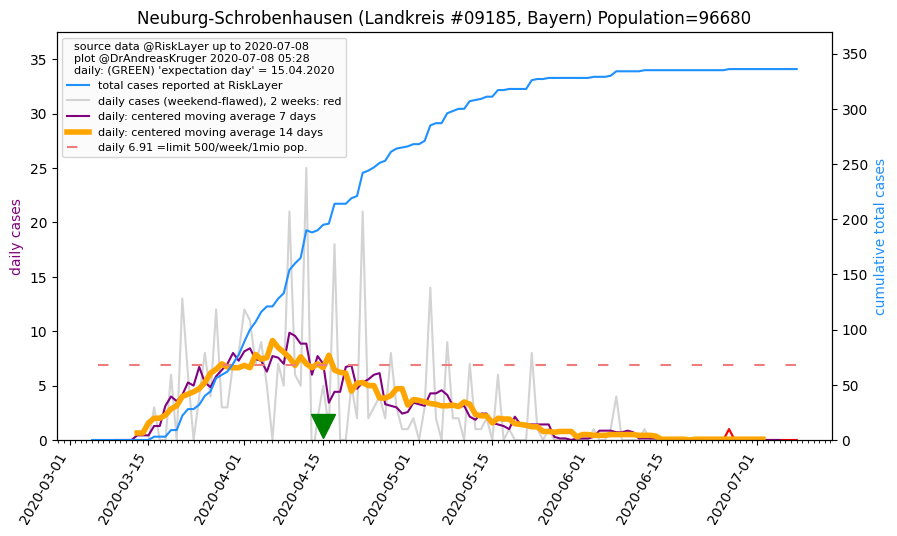 Neuburg-Schrobenhausen (Landkreis #09185, Bayern) Population=96680
source data @RiskLayer up to 2020-07-08
plot @DrAndreasKruger 2020-07-08 05:28
daily: (GREEN) 'expectation day' = 15.04.2020
total cases reported at RiskLayer
daily cases (weekend-flawed), 2 weeks: red
daily: centered moving average 7 days
daily: centered moving average 14 days
daily 6.91 =limit 500/week/1mio pop.
daily cases
35
30
25
20
15
10
5
0
cumulative total cases
350
300
250
200
150
100
50
0
2020-03-01
2020-03-15
2020-04-01
2020-04-15
2020-05-01
2020-05-15
2020-06-01
2020-06-15
2020-07-01